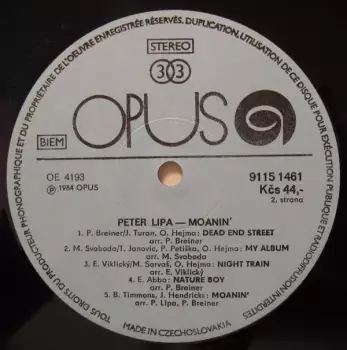 TOUS DROITS DU PRODUCTEUR PHONOGRAPHIQUE ET DU PROPRIÉTAIRE DE L'OEUVRE ENREGISTRÉE RÉSERVÉS. DUPLICATION, UTILISATION DE CE DISQUE POUR EXÉCUTION PUBLIQUE ET RADIODIFFUSION INTERDITES
STEREO
33
OPUS
BIEM
OE 4193
Ⓟ 1984 OPUS
9115 1461
Kčs 44,-
2. strana
PETER LIPA — MOANIN'
1. P. Breiner/J. Turan, O. Hejma: DEAD END STREET
arr. P. Breiner
2. M. Svoboda/T. Janovic, P. Petiška, O. Hejma: MY ALBUM
arr. M. Svoboda
3. E. Viklický/M. Sarvaš, O. Hejma: NIGHT TRAIN
arr. E. Viklický
4. E. Abba: NATURE BOY
arr. P. Breiner
5. B. Timmons, J. Hendricks: MOANIN'
arr. P. Lipa, P. Breiner
MADE IN CZECHOSLOVAKIA